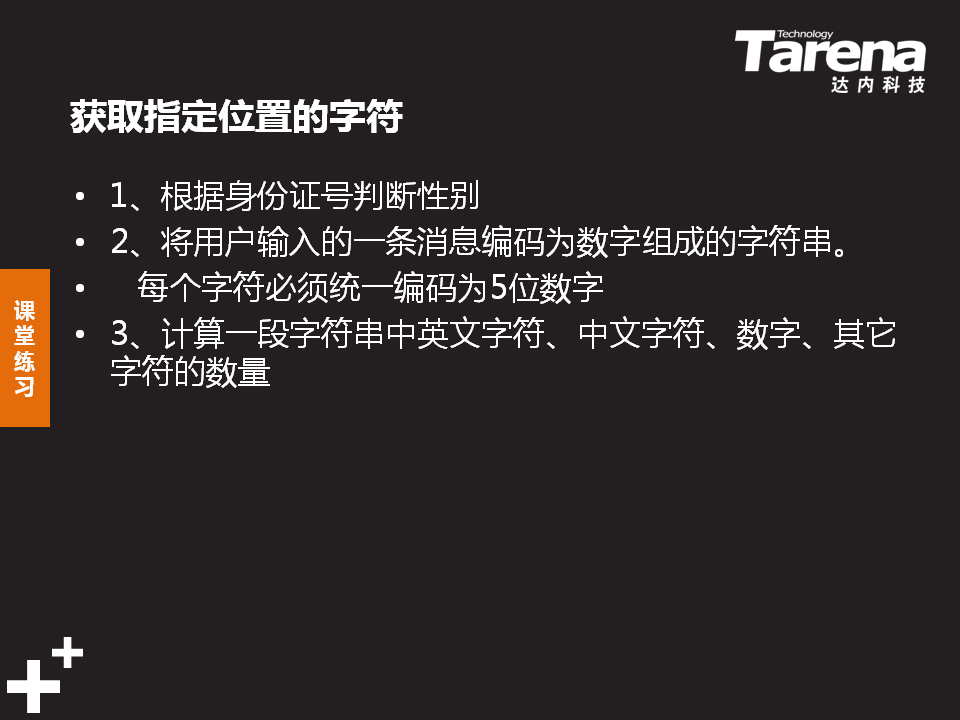 Technology
Tarena
达内科技
获取指定位置的字符
• 1、根据身份证号判断性别
• 2、将用户输入的一条消息编码为数字组成的字符串。
• 每个字符必须统一编码为5位数字
• 3、计算一段字符串中英文字符、中文字符、数字、其它
字符的数量
课
堂
练
习